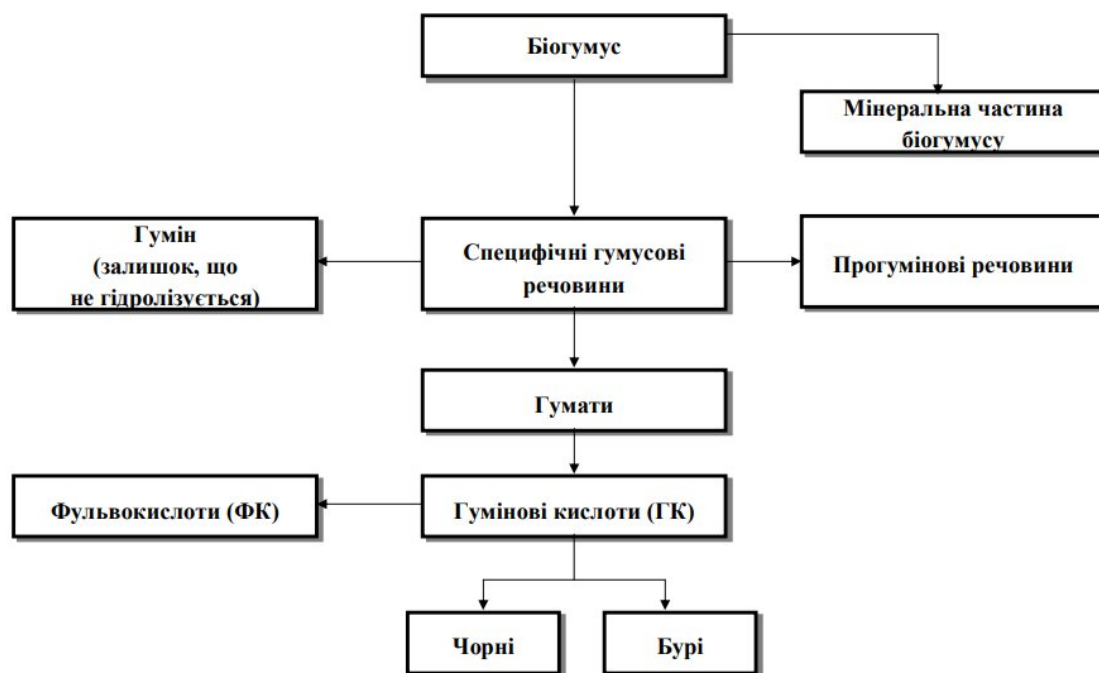 Біогумус
Мінеральна частина
біогумусу
Гумін
(залишок, що
не гідролізується)
Специфічні гумусові
речовини
Прогумінові речовини
Гумати
Фульвокислоти (ФК)
Гумінові кислоти (ГК)
Чорні
Бурі